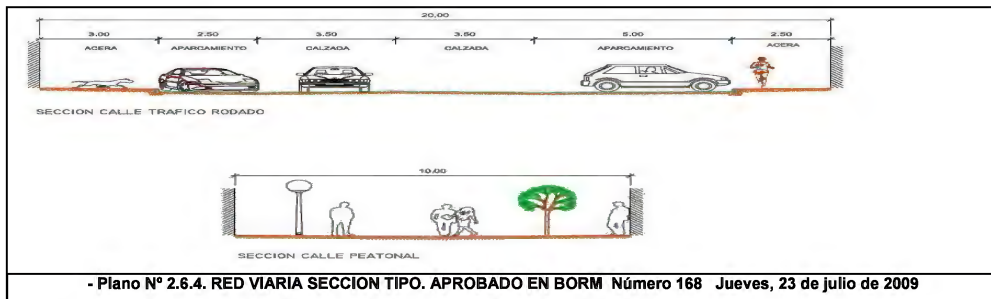 20.00
3.00 2.50 3.50 3.50 5.00 2.50
ACERA APARCAMIENTO CALZADA CALZADA APARCAMIENTO ACERA
SECCION CALLE TRAFICO RODADO
10.00
SECCION CALLE PEATONAL
- Plano Nº 2.6.4. RED VIARIA SECCION TIPO. APROBADO EN BORM Número 168 Jueves, 23 de julio de 2009